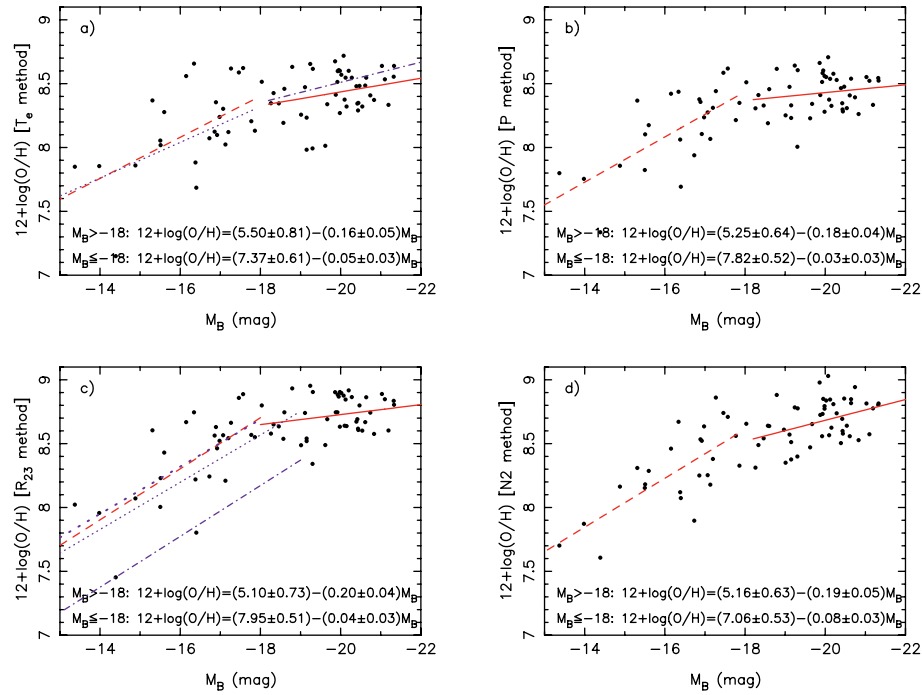 a)
9
8.5
8
7.5
7
12+log(O/H) [Te method]
M_B>−18: 12+log(O/H)=(5.50±0.81)−(0.16±0.05)M_B
M_B≤−18: 12+log(O/H)=(7.37±0.61)−(0.05±0.03)M_B
−14 −16 −18 −20 −22
M_B (mag)
b)
9
8.5
8
7.5
7
12+log(O/H) [P method]
M_B>−18: 12+log(O/H)=(5.25±0.64)−(0.18±0.04)M_B
M_B≤−18: 12+log(O/H)=(7.82±0.52)−(0.03±0.03)M_B
−14 −16 −18 −20 −22
M_B (mag)
c)
9
8.5
8
7.5
7
12+log(O/H) [R_23 method]
M_B>−18: 12+log(O/H)=(5.10±0.73)−(0.20±0.04)M_B
M_B≤−18: 12+log(O/H)=(7.95±0.51)−(0.04±0.03)M_B
−14 −16 −18 −20 −22
M_B (mag)
d)
9
8.5
8
7.5
7
12+log(O/H) [N2 method]
M_B>−18: 12+log(O/H)=(5.16±0.63)−(0.19±0.05)M_B
M_B≤−18: 12+log(O/H)=(7.06±0.53)−(0.08±0.03)M_B
−14 −16 −18 −20 −22
M_B (mag)